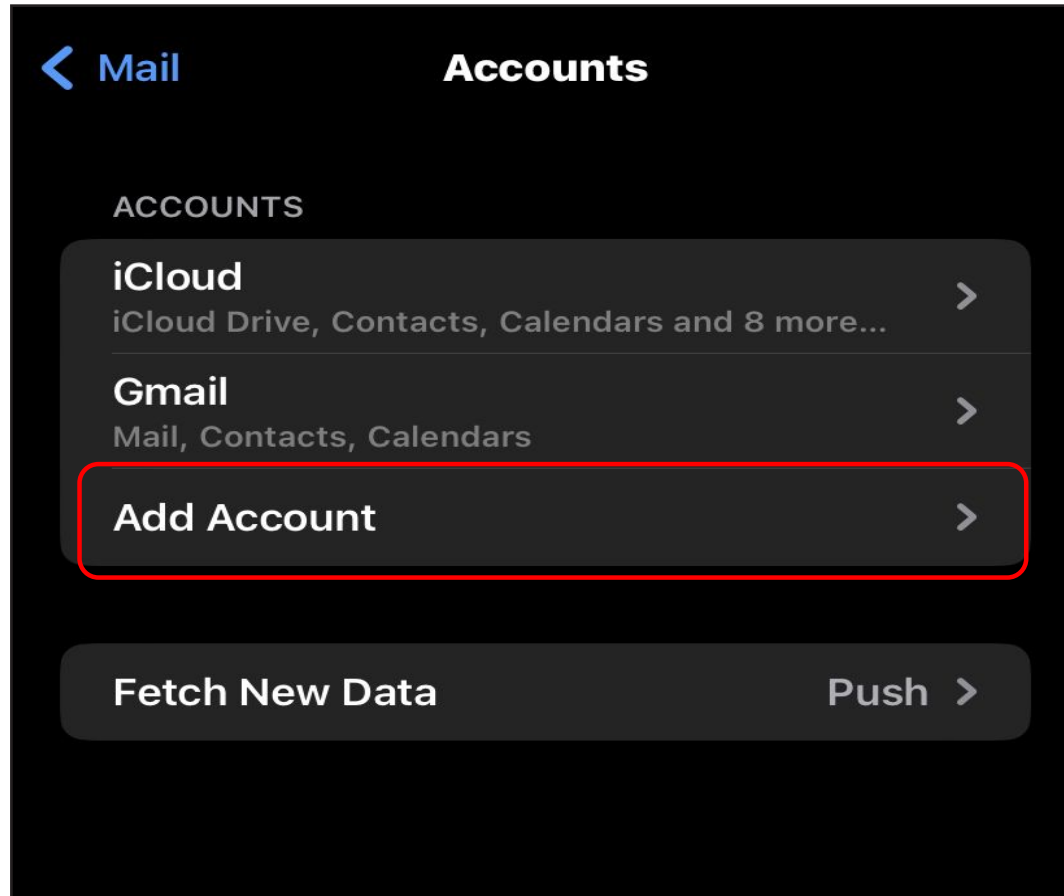 Mail
Accounts
ACCOUNTS
iCloud
iCloud Drive, Contacts, Calendars and 8 more...
Gmail
Mail, Contacts, Calendars
Add Account
Fetch New Data
Push